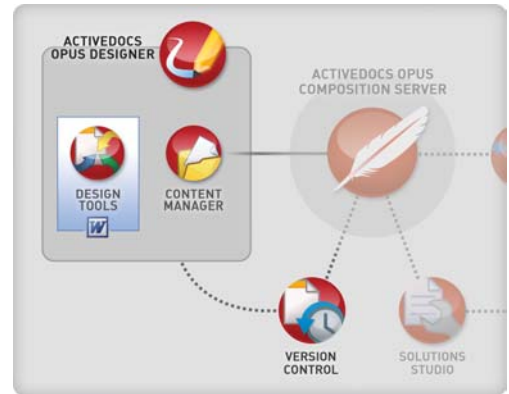 ACTIVEDOCS
OPUS DESIGNER
ACTIVEDOCS OPUS
COMPOSITION SERVER
DESIGN
TOOLS
W
CONTENT
MANAGER
VERSION
CONTROL
SOLUTIONS
STUDIO